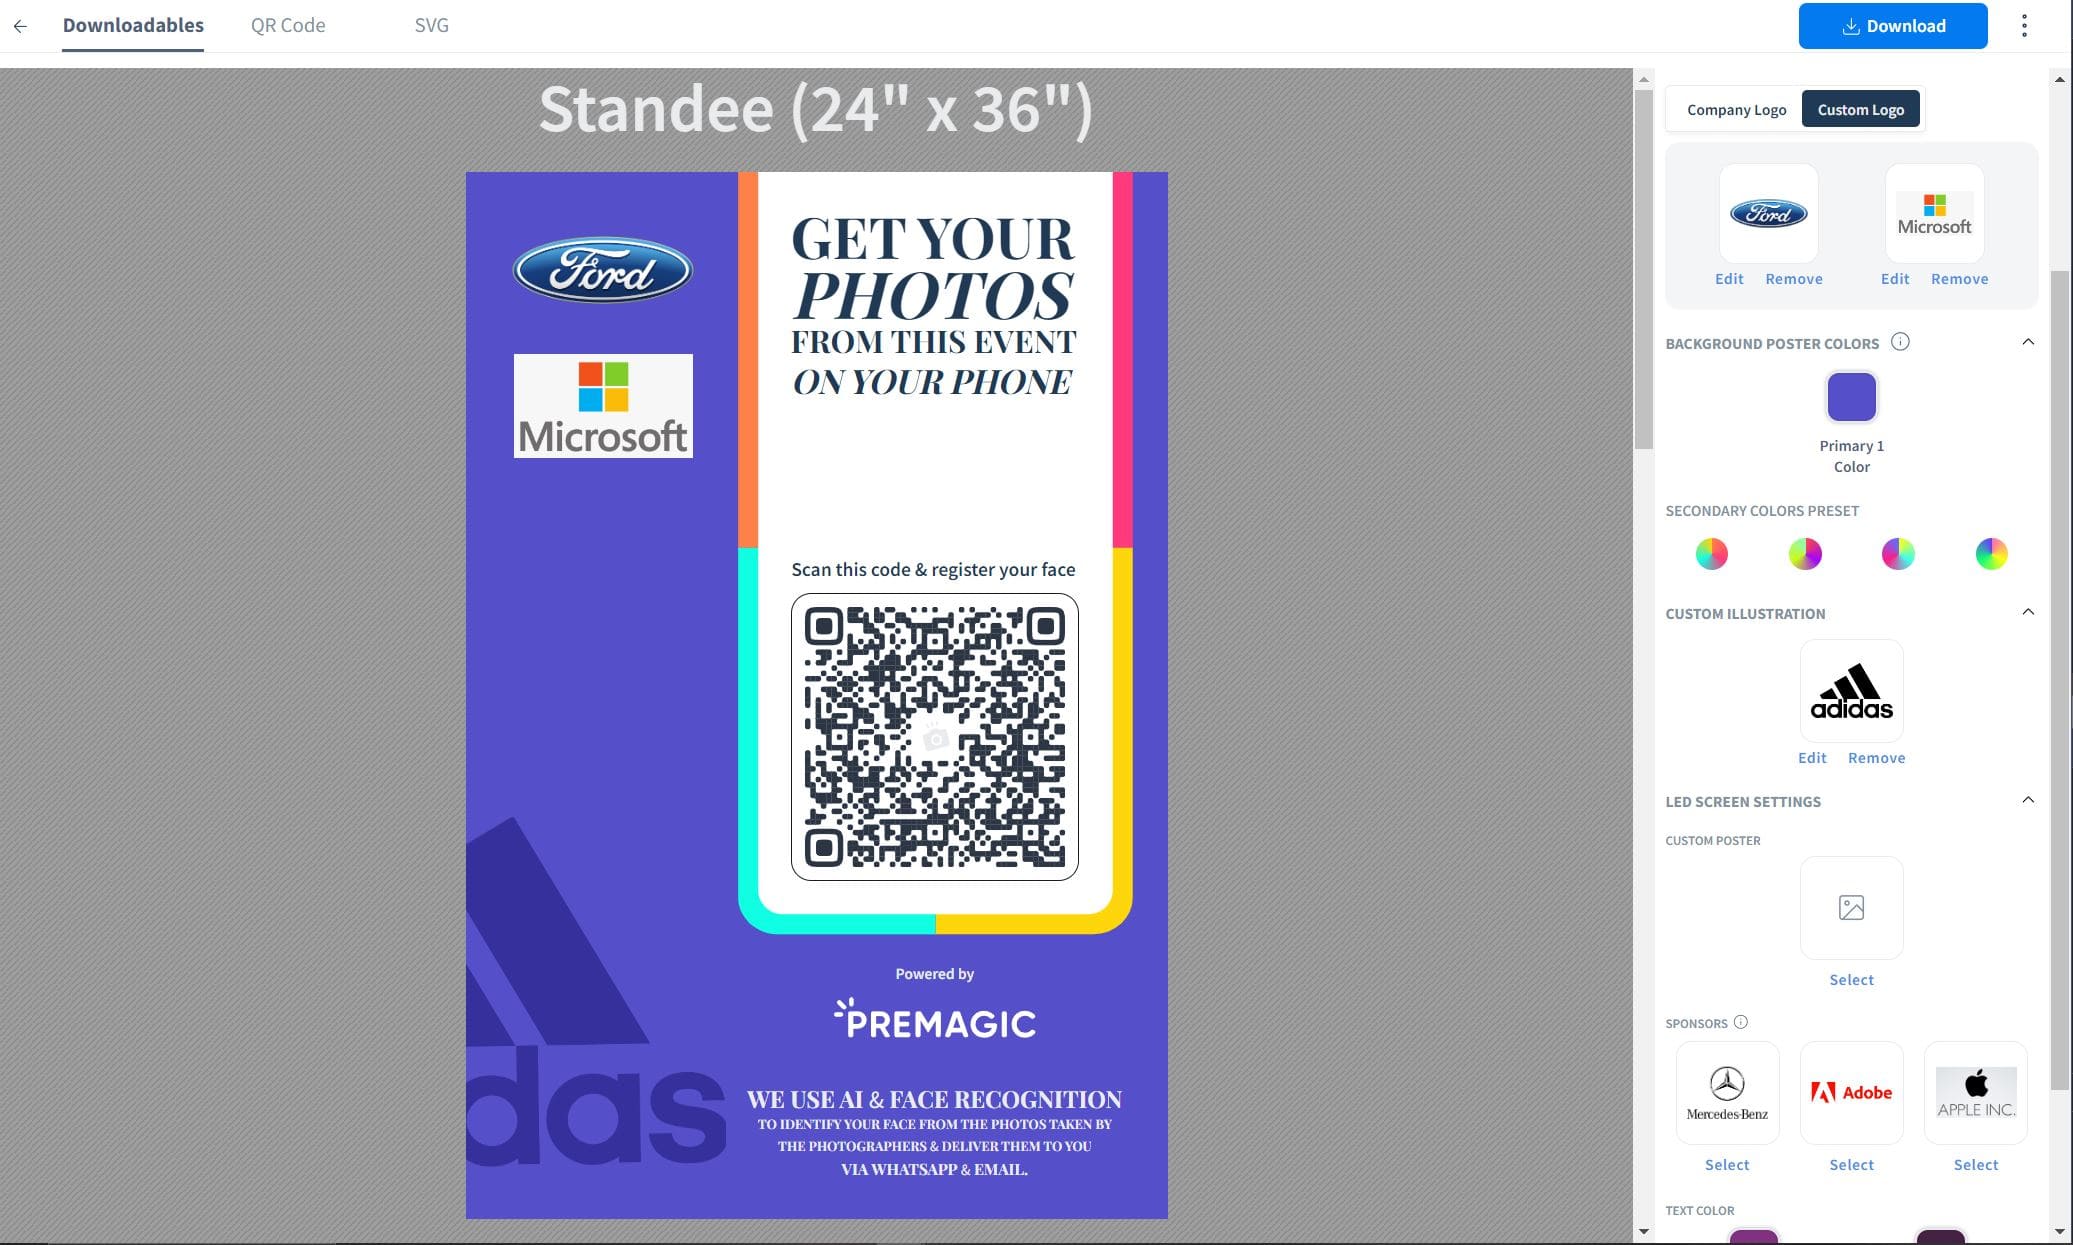 Downloadables
QR Code
SVG
Download
Standee (24" x 36")
Ford
Microsoft
GET YOUR
PHOTOS
FROM THIS EVENT
ON YOUR PHONE
Scan this code & register your face
das
Powered by
PREMAGIC
WE USE AI & FACE RECOGNITION
TO IDENTIFY YOUR FACE FROM THE PHOTOS TAKEN BY
THE PHOTOGRAPHERS & DELIVER THEM TO YOU
VIA WHATSAPP & EMAIL.
Company Logo
Custom Logo
Ford
Microsoft
Edit Remove
Edit Remove
BACKGROUND POSTER COLORS
Primary 1
Color
SECONDARY COLORS PRESET
CUSTOM ILLUSTRATION
adidas
Edit Remove
LED SCREEN SETTINGS
CUSTOM POSTER
Select
SPONSORS
Mercedes-Benz
Adobe
APPLE INC.
Select
Select
Select
TEXT COLOR